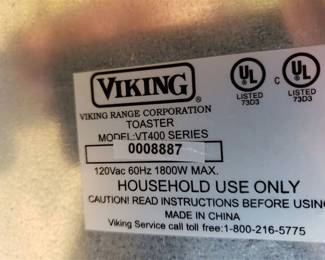 VIKING®
UL LISTED 73D3
C UL LISTED 73D3
VIKING RANGE CORPORATION
TOASTER
MODEL:VT400 SERIES
0008887
120Vac 60Hz 1800W MAX.
HOUSEHOLD USE ONLY
CAUTION! READ INSTRUCTIONS BEFORE USING
MADE IN CHINA
Viking Service call toll free:1-800-216-5775